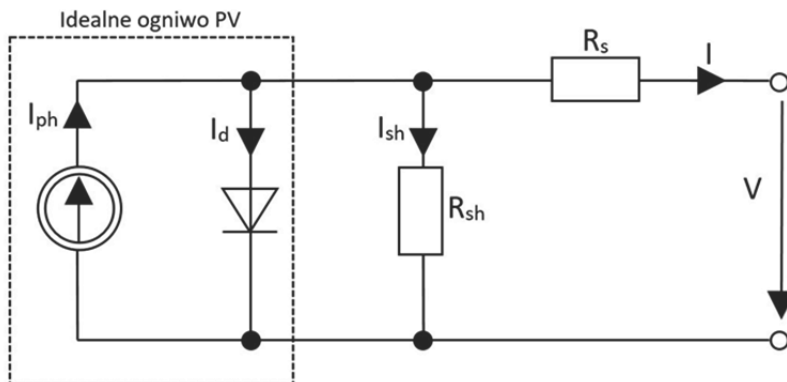 Idealne ogniwo PV
Rs
I
Iph
Id
Ish
Rsh
V